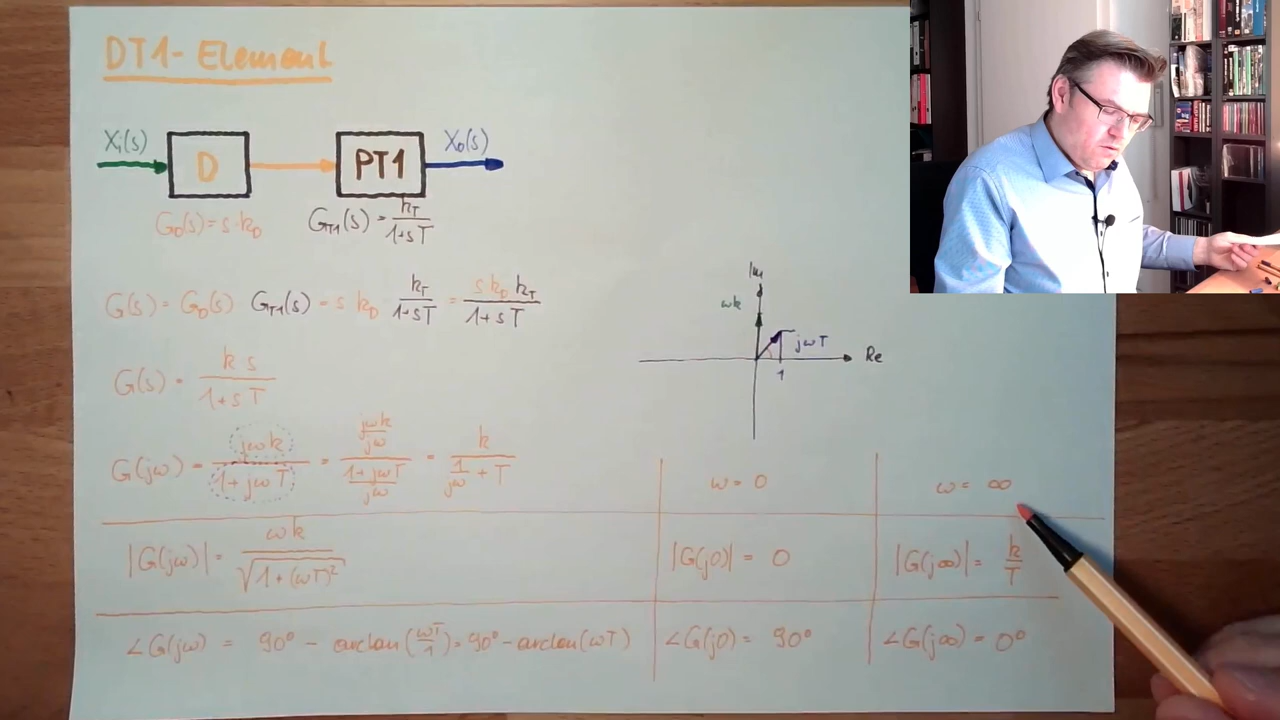 DT1-Element
Xi(s) D PT1 Xo(s)
G_D(s) = s·k_D G_T1(s) = k_T / (1+sT)
G(s) = G_D(s) G_T1(s) = s k_D k_T / (1+sT) = s k_D k_T / (1+sT)
G(s) = k s / (1+sT)
G(jω) = jωk / (1+jωT) = (jωk / jω) / ((1+jωT) / jω) = k / (1/jω + T)
Im
ωk
jωT
Re
1
ω = 0 ω = ∞
|G(jω)| = ωk / √(1+(ωT)²) |G(j0)| = 0 |G(j∞)| = k/T
∠G(jω) = 90° - arctan(ωT/1) = 90° - arctan(ωT) ∠G(j0) = 90° ∠G(j∞) = 0°